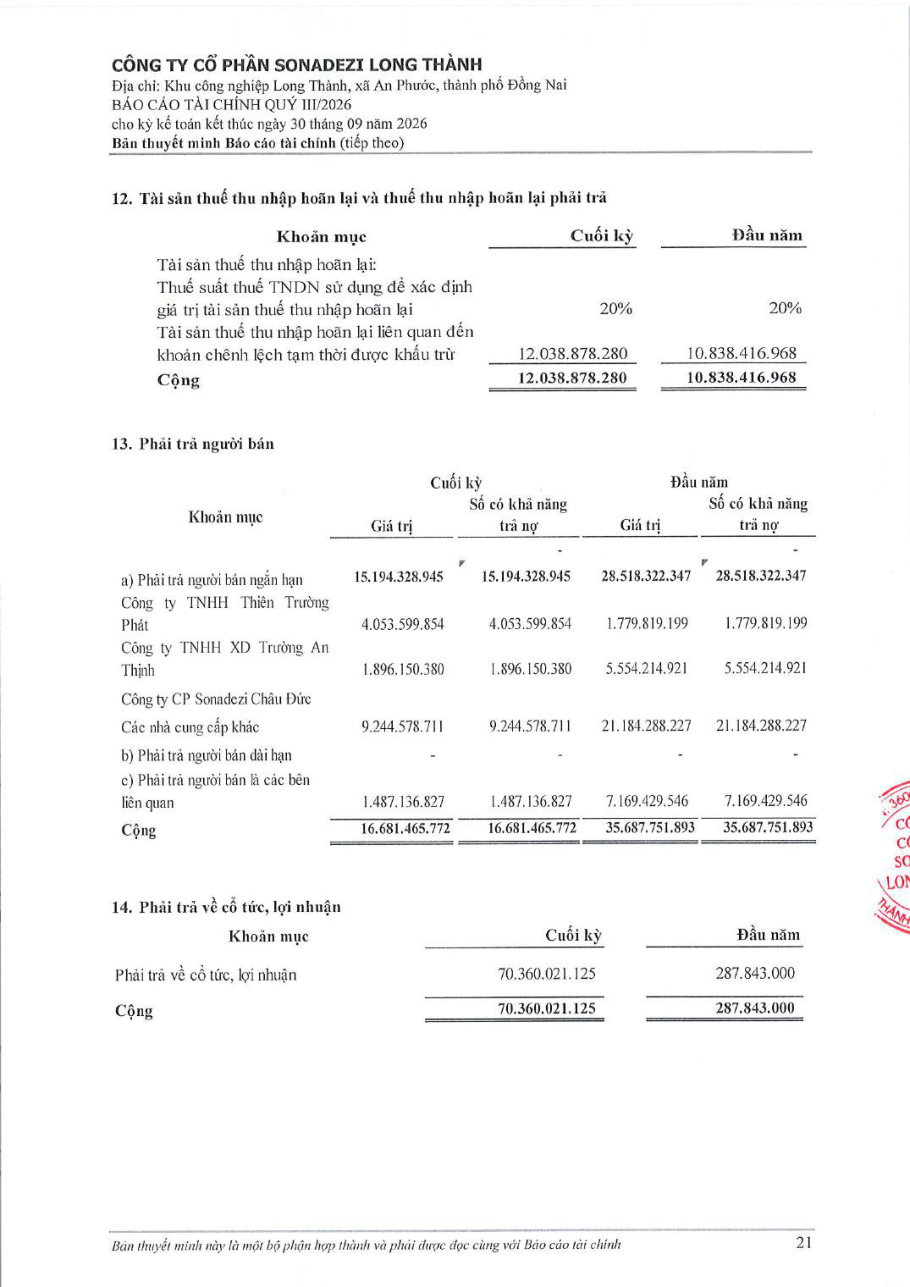 CÔNG TY CỔ PHẦN SONADEZI LONG THÀNH
Địa chỉ: Khu công nghiệp Long Thành, xã An Phước, thành phố Đồng Nai
BÁO CÁO TÀI CHÍNH QUÝ III/2026
cho kỳ kế toán kết thúc ngày 30 tháng 09 năm 2026
Bản thuyết minh Báo cáo tài chính (tiếp theo)
12. Tài sản thuế thu nhập hoãn lại và thuế thu nhập hoãn lại phải trả
Khoản mục Cuối kỳ Đầu năm
Tài sản thuế thu nhập hoãn lại:
Thuế suất thuế TNDN sử dụng để xác định
giá trị tài sản thuế thu nhập hoãn lại 20% 20%
Tài sản thuế thu nhập hoãn lại liên quan đến
khoản chênh lệch tạm thời được khấu trừ 12.038.878.280 10.838.416.968
Cộng 12.038.878.280 10.838.416.968
13. Phải trả người bán
Cuối kỳ Đầu năm
Khoản mục Giá trị Số có khả năng trả nợ Giá trị Số có khả năng trả nợ
- -
a) Phải trả người bán ngắn hạn 15.194.328.945 15.194.328.945 28.518.322.347 28.518.322.347
Công ty TNHH Thiên Trường
Phát 4.053.599.854 4.053.599.854 1.779.819.199 1.779.819.199
Công ty TNHH XD Trường An
Thịnh 1.896.150.380 1.896.150.380 5.554.214.921 5.554.214.921
Công ty CP Sonadezi Châu Đức
Các nhà cung cấp khác 9.244.578.711 9.244.578.711 21.184.288.227 21.184.288.227
b) Phải trả người bán dài hạn - - - -
c) Phải trả người bán là các bên
liên quan 1.487.136.827 1.487.136.827 7.169.429.546 7.169.429.546
Cộng 16.681.465.772 16.681.465.772 35.687.751.893 35.687.751.893
14. Phải trả về cổ tức, lợi nhuận
Khoản mục Cuối kỳ Đầu năm
Phải trả về cổ tức, lợi nhuận 70.360.021.125 287.843.000
Cộng 70.360.021.125 287.843.000
Bản thuyết minh này là một bộ phận hợp thành và phải được đọc cùng với Báo cáo tài chính 21